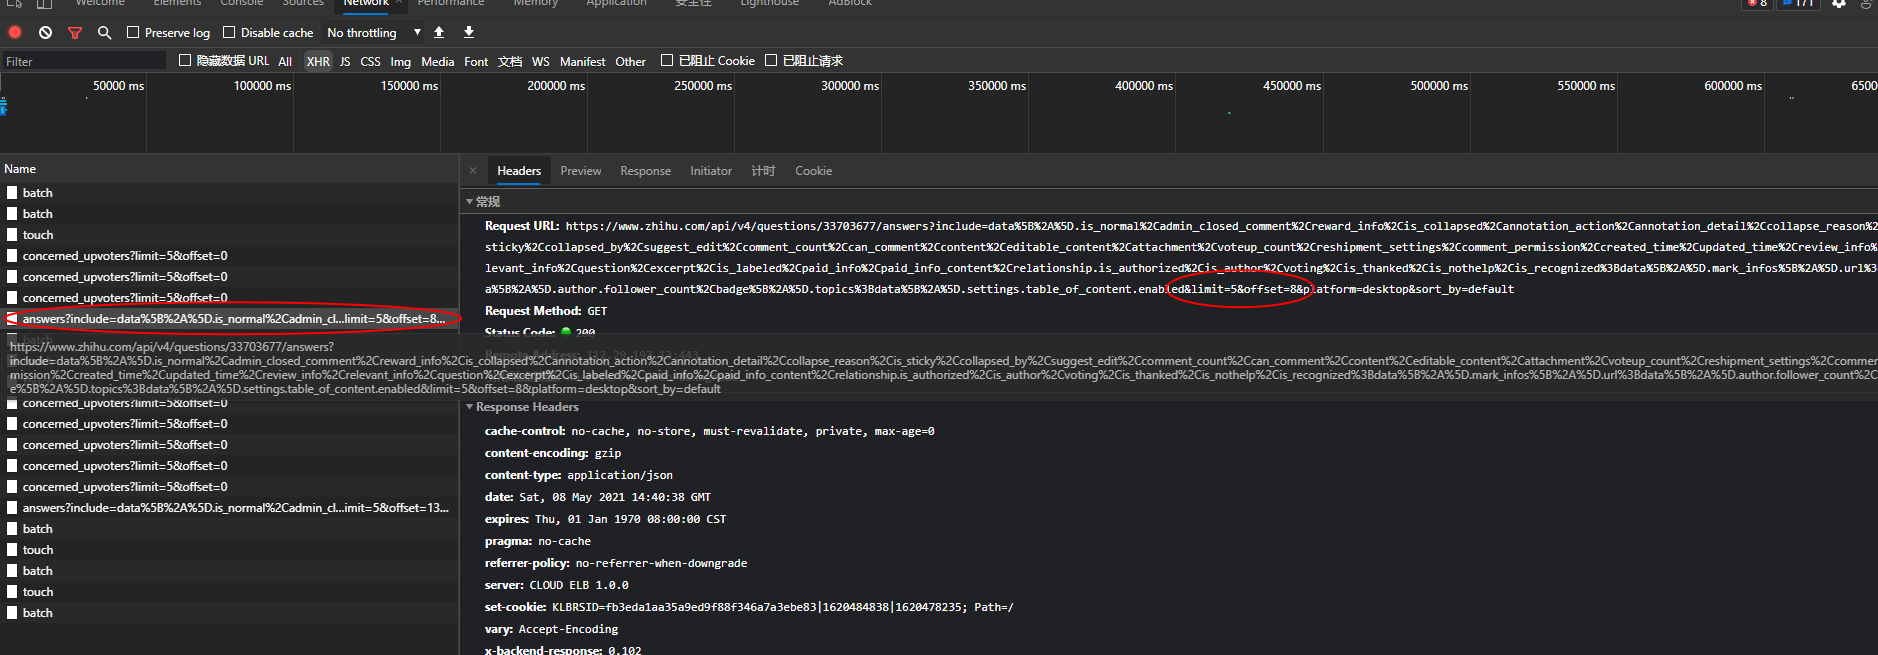 Welcome Elements Console Sources Network Performance Memory Application 安全性 Lighthouse AdBlock 8 171
Preserve log Disable cache No throttling
Filter 隐藏数据 URL All XHR JS CSS Img Media Font 文档 WS Manifest Other 已阻止 Cookie 已阻止请求
50000 ms 100000 ms 150000 ms 200000 ms 250000 ms 300000 ms 350000 ms 400000 ms 450000 ms 500000 ms 550000 ms 600000 ms 6500
Name
batch
batch
touch
concerned_upvoters?limit=5&offset=0
concerned_upvoters?limit=5&offset=0
concerned_upvoters?limit=5&offset=0
answers?include=data%5B%2A%5D.is_normal%2Cadmin_cl...limit=5&offset=8...
batch
https://www.zhihu.com/api/v4/questions/33703677/answers?
include=data%5B%2A%5D.is_normal%2Cadmin_closed_comment%2Creward_info%2Cis_collapsed%2Cannotation_action%2Cannotation_detail%2Ccollapse_reason%2Cis_sticky%2Ccollapsed_by%2Csuggest_edit%2Ccomment_count%2Ccan_comment%2Ccontent%2Ceditable_content%2Cattachment%2Cvoteup_count%2Creshipment_settings%2Ccomme
mission%2Ccreated_time%2Cupdated_time%2Creview_info%2Crelevant_info%2Cquestion%2Cexcerpt%2Cis_labeled%2Cpaid_info%2Cpaid_info_content%2Crelationship.is_authorized%2Cis_author%2Cvoting%2Cis_thanked%2Cis_nothelp%2Cis_recognized%3Bdata%5B%2A%5D.mark_infos%5B%2A%5D.url%3Bdata%5B%2A%5D.author.follower_count%2C
e%5B%2A%5D.topics%3Bdata%5B%2A%5D.settings.table_of_content.enabled&limit=5&offset=8&platform=desktop&sort_by=default
concerned_upvoters?limit=5&offset=0
concerned_upvoters?limit=5&offset=0
concerned_upvoters?limit=5&offset=0
concerned_upvoters?limit=5&offset=0
concerned_upvoters?limit=5&offset=0
answers?include=data%5B%2A%5D.is_normal%2Cadmin_cl...imit=5&offset=13...
batch
touch
batch
touch
batch
Headers Preview Response Initiator 计时 Cookie
常规
Request URL: https://www.zhihu.com/api/v4/questions/33703677/answers?include=data%5B%2A%5D.is_normal%2Cadmin_closed_comment%2Creward_info%2Cis_collapsed%2Cannotation_action%2Cannotation_detail%2Ccollapse_reason%2
sticky%2Ccollapsed_by%2Csuggest_edit%2Ccomment_count%2Ccan_comment%2Ccontent%2Ceditable_content%2Cattachment%2Cvoteup_count%2Creshipment_settings%2Ccomment_permission%2Ccreated_time%2Cupdated_time%2Creview_info%
levant_info%2Cquestion%2Cexcerpt%2Cis_labeled%2Cpaid_info%2Cpaid_info_content%2Crelationship.is_authorized%2Cis_author%2Cvoting%2Cis_thanked%2Cis_nothelp%2Cis_recognized%3Bdata%5B%2A%5D.mark_infos%5B%2A%5D.url%3
a%5B%2A%5D.author.follower_count%2Cbadge%5B%2A%5D.topics%3Bdata%5B%2A%5D.settings.table_of_content.enabled&limit=5&offset=8&platform=desktop&sort_by=default
Request Method: GET
Status Code: 200
Response Headers
cache-control: no-cache, no-store, must-revalidate, private, max-age=0
content-encoding: gzip
content-type: application/json
date: Sat, 08 May 2021 14:40:38 GMT
expires: Thu, 01 Jan 1970 08:00:00 CST
pragma: no-cache
referrer-policy: no-referrer-when-downgrade
server: CLOUD ELB 1.0.0
set-cookie: KLBRSID=fb3eda1aa35a9ed9f88f346a7a3ebe83|1620484838|1620478235; Path=/
vary: Accept-Encoding
x-backend-response: 0.102